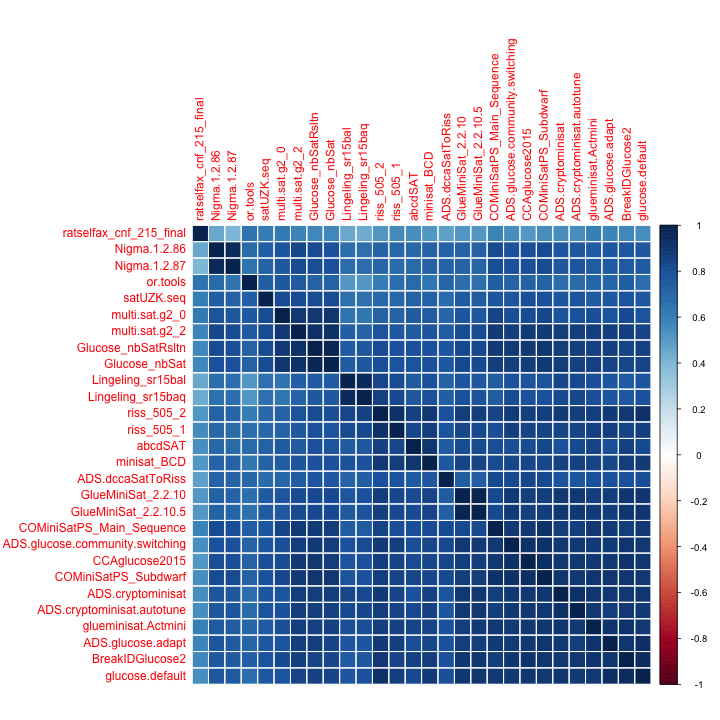 ratselfax_cnf_215_final
Nigma.1.2.86
Nigma.1.2.87
or.tools
satUZK.seq
multi.sat.g2_0
multi.sat.g2_2
Glucose_nbSatRsltn
Glucose_nbSat
Lingeling_sr15bal
Lingeling_sr15baq
riss_505_2
riss_505_1
abcdSAT
minisat_BCD
ADS.dccaSatToRiss
GlueMiniSat_2.2.10
GlueMiniSat_2.2.10.5
COMiniSatPS_Main_Sequence
ADS.glucose.community.switching
CCAglucose2015
COMiniSatPS_Subdwarf
ADS.cryptominisat
ADS.cryptominisat.autotune
glueminisat.Actmini
ADS.glucose.adapt
BreakIDGlucose2
glucose.default
ratselfax_cnf_215_final
Nigma.1.2.86
Nigma.1.2.87
or.tools
satUZK.seq
multi.sat.g2_0
multi.sat.g2_2
Glucose_nbSatRsltn
Glucose_nbSat
Lingeling_sr15bal
Lingeling_sr15baq
riss_505_2
riss_505_1
abcdSAT
minisat_BCD
ADS.dccaSatToRiss
GlueMiniSat_2.2.10
GlueMiniSat_2.2.10.5
COMiniSatPS_Main_Sequence
ADS.glucose.community.switching
CCAglucose2015
COMiniSatPS_Subdwarf
ADS.cryptominisat
ADS.cryptominisat.autotune
glueminisat.Actmini
ADS.glucose.adapt
BreakIDGlucose2
glucose.default
1
0.8
0.6
0.4
0.2
0
-0.2
-0.4
-0.6
-0.8
-1